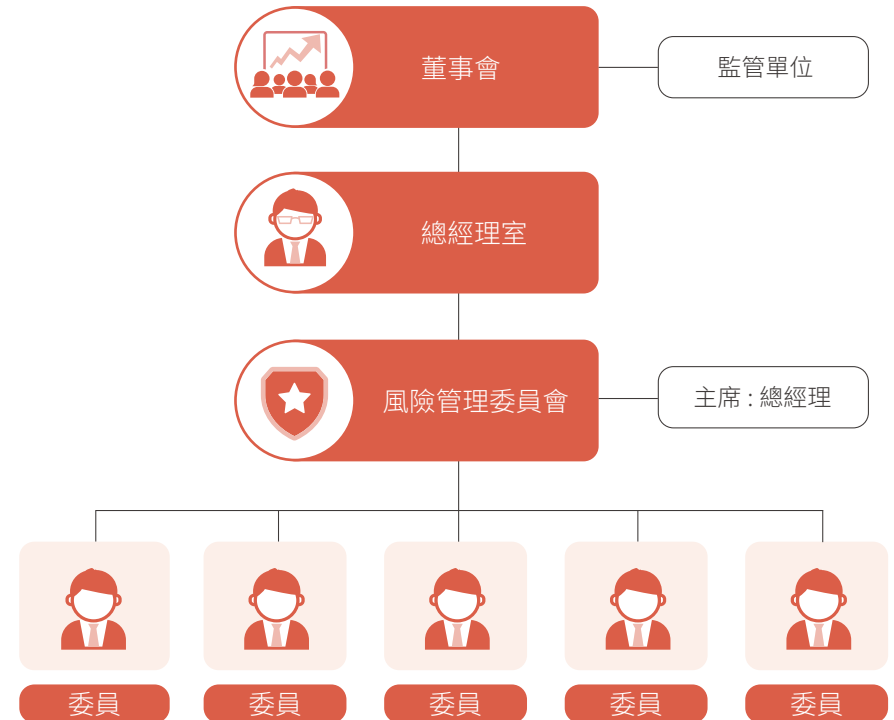 董事會
監管單位
總經理室
風險管理委員會
主席 : 總經理
委員
委員
委員
委員
委員